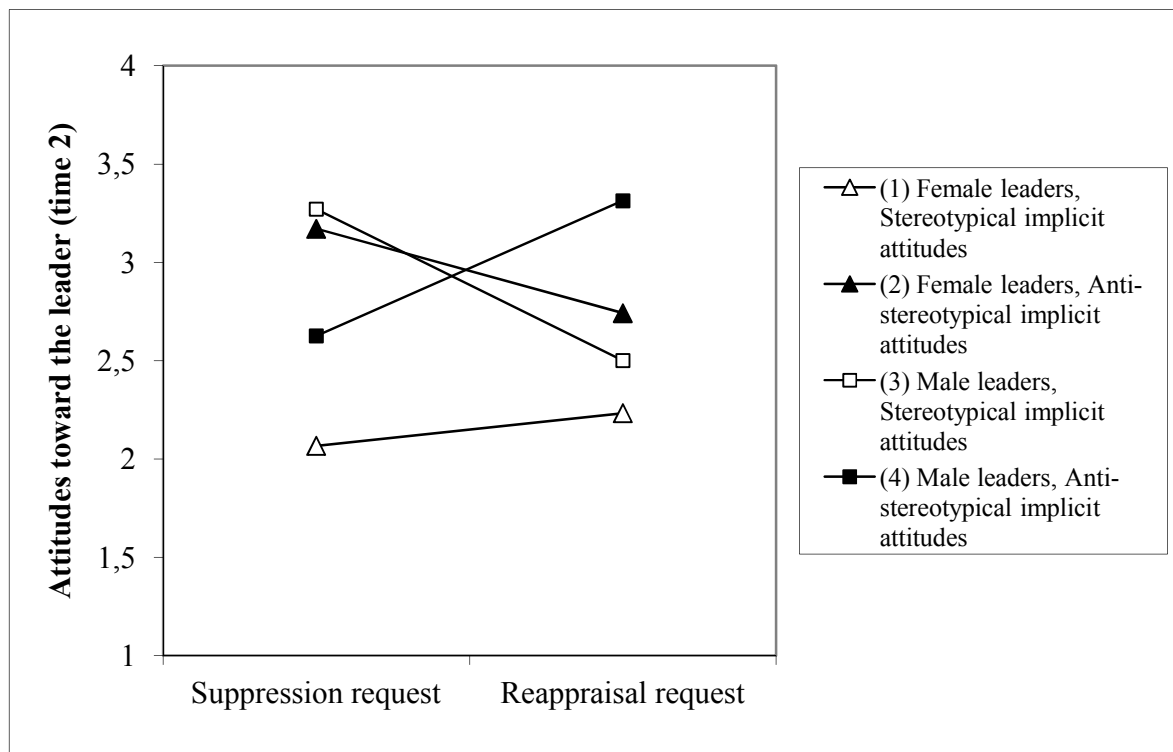 4
3,5
3
2,5
2
1,5
1
Attitudes toward the leader (time 2)
Suppression request
Reappraisal request
(1) Female leaders,
Stereotypical implicit
attitudes
(2) Female leaders, Anti-
stereotypical implicit
attitudes
(3) Male leaders,
Stereotypical implicit
attitudes
(4) Male leaders, Anti-
stereotypical implicit
attitudes